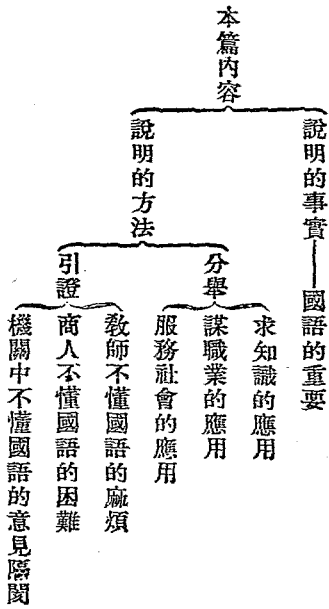 本篇內容
說明的事實——國語的重要
說明的方法
分舉
求知識的應用
謀職業的應用
服務社會的應用
引證
敎師不懂國語的麻煩
商人不懂國語的困難
機關中不懂國語的意見隔閡